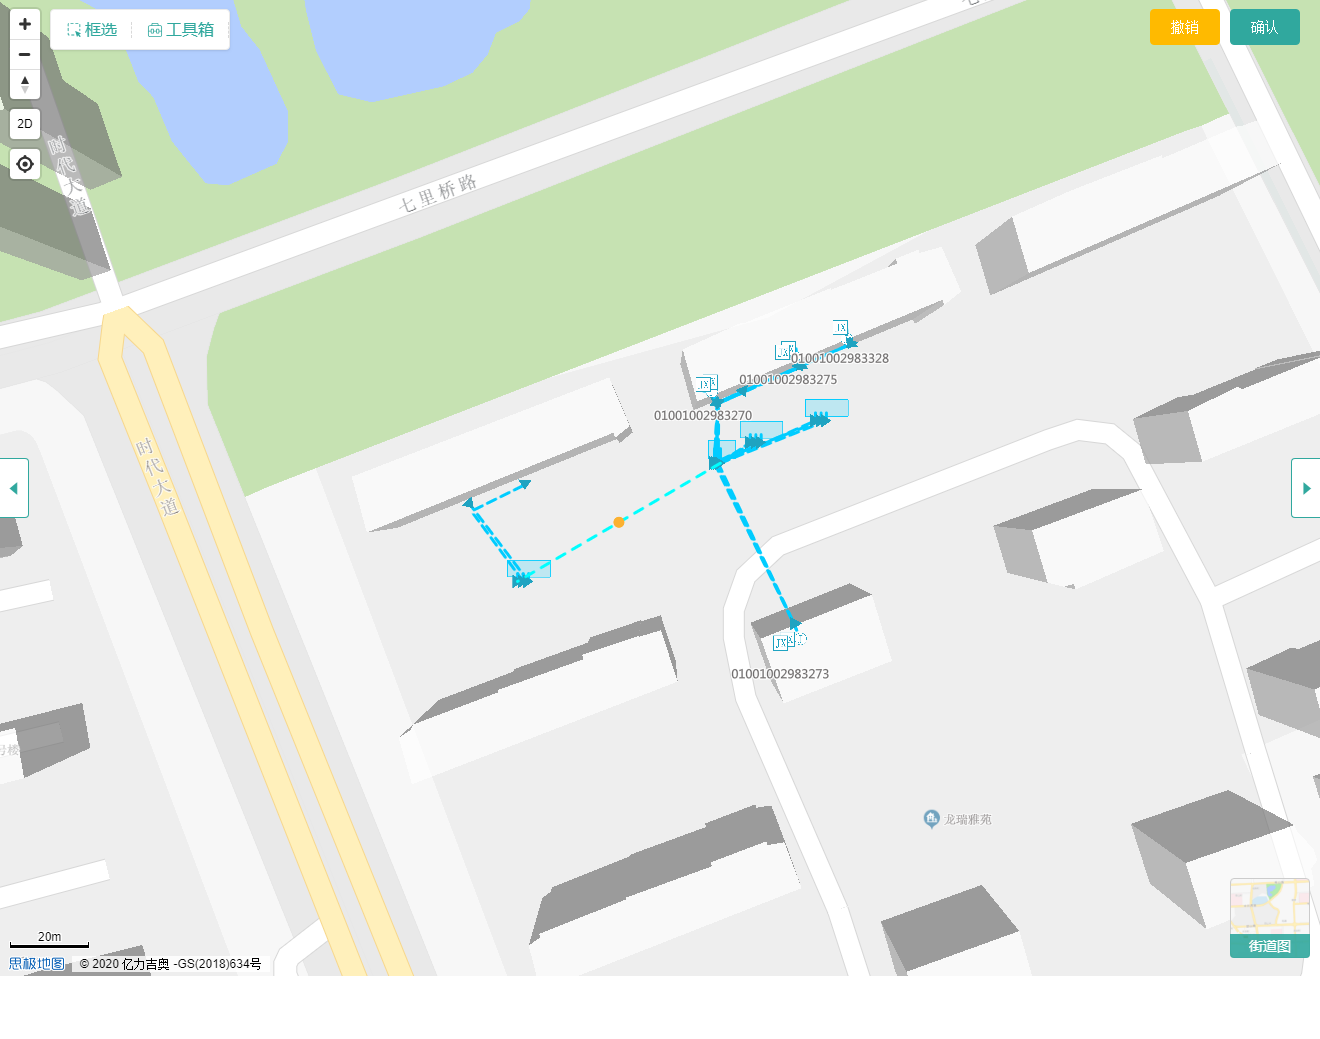 +
框选
工具箱
撤销
确认
−
2D
时代大道
七里桥路
JX
JX
01001002983328
01001002983275
JX
01001002983270
时代大道
JX
01001002983273
号楼
龙瑞雅苑
20m
思极地图
© 2020 亿力吉奥 -GS(2018)634号
街道图